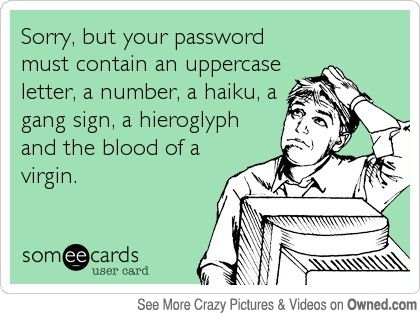 Sorry, but your password
must contain an uppercase
letter, a number, a haiku, a
gang sign, a hieroglyph
and the blood of a
virgin.
someecards
user card
See More Crazy Pictures & Videos on Owned.com